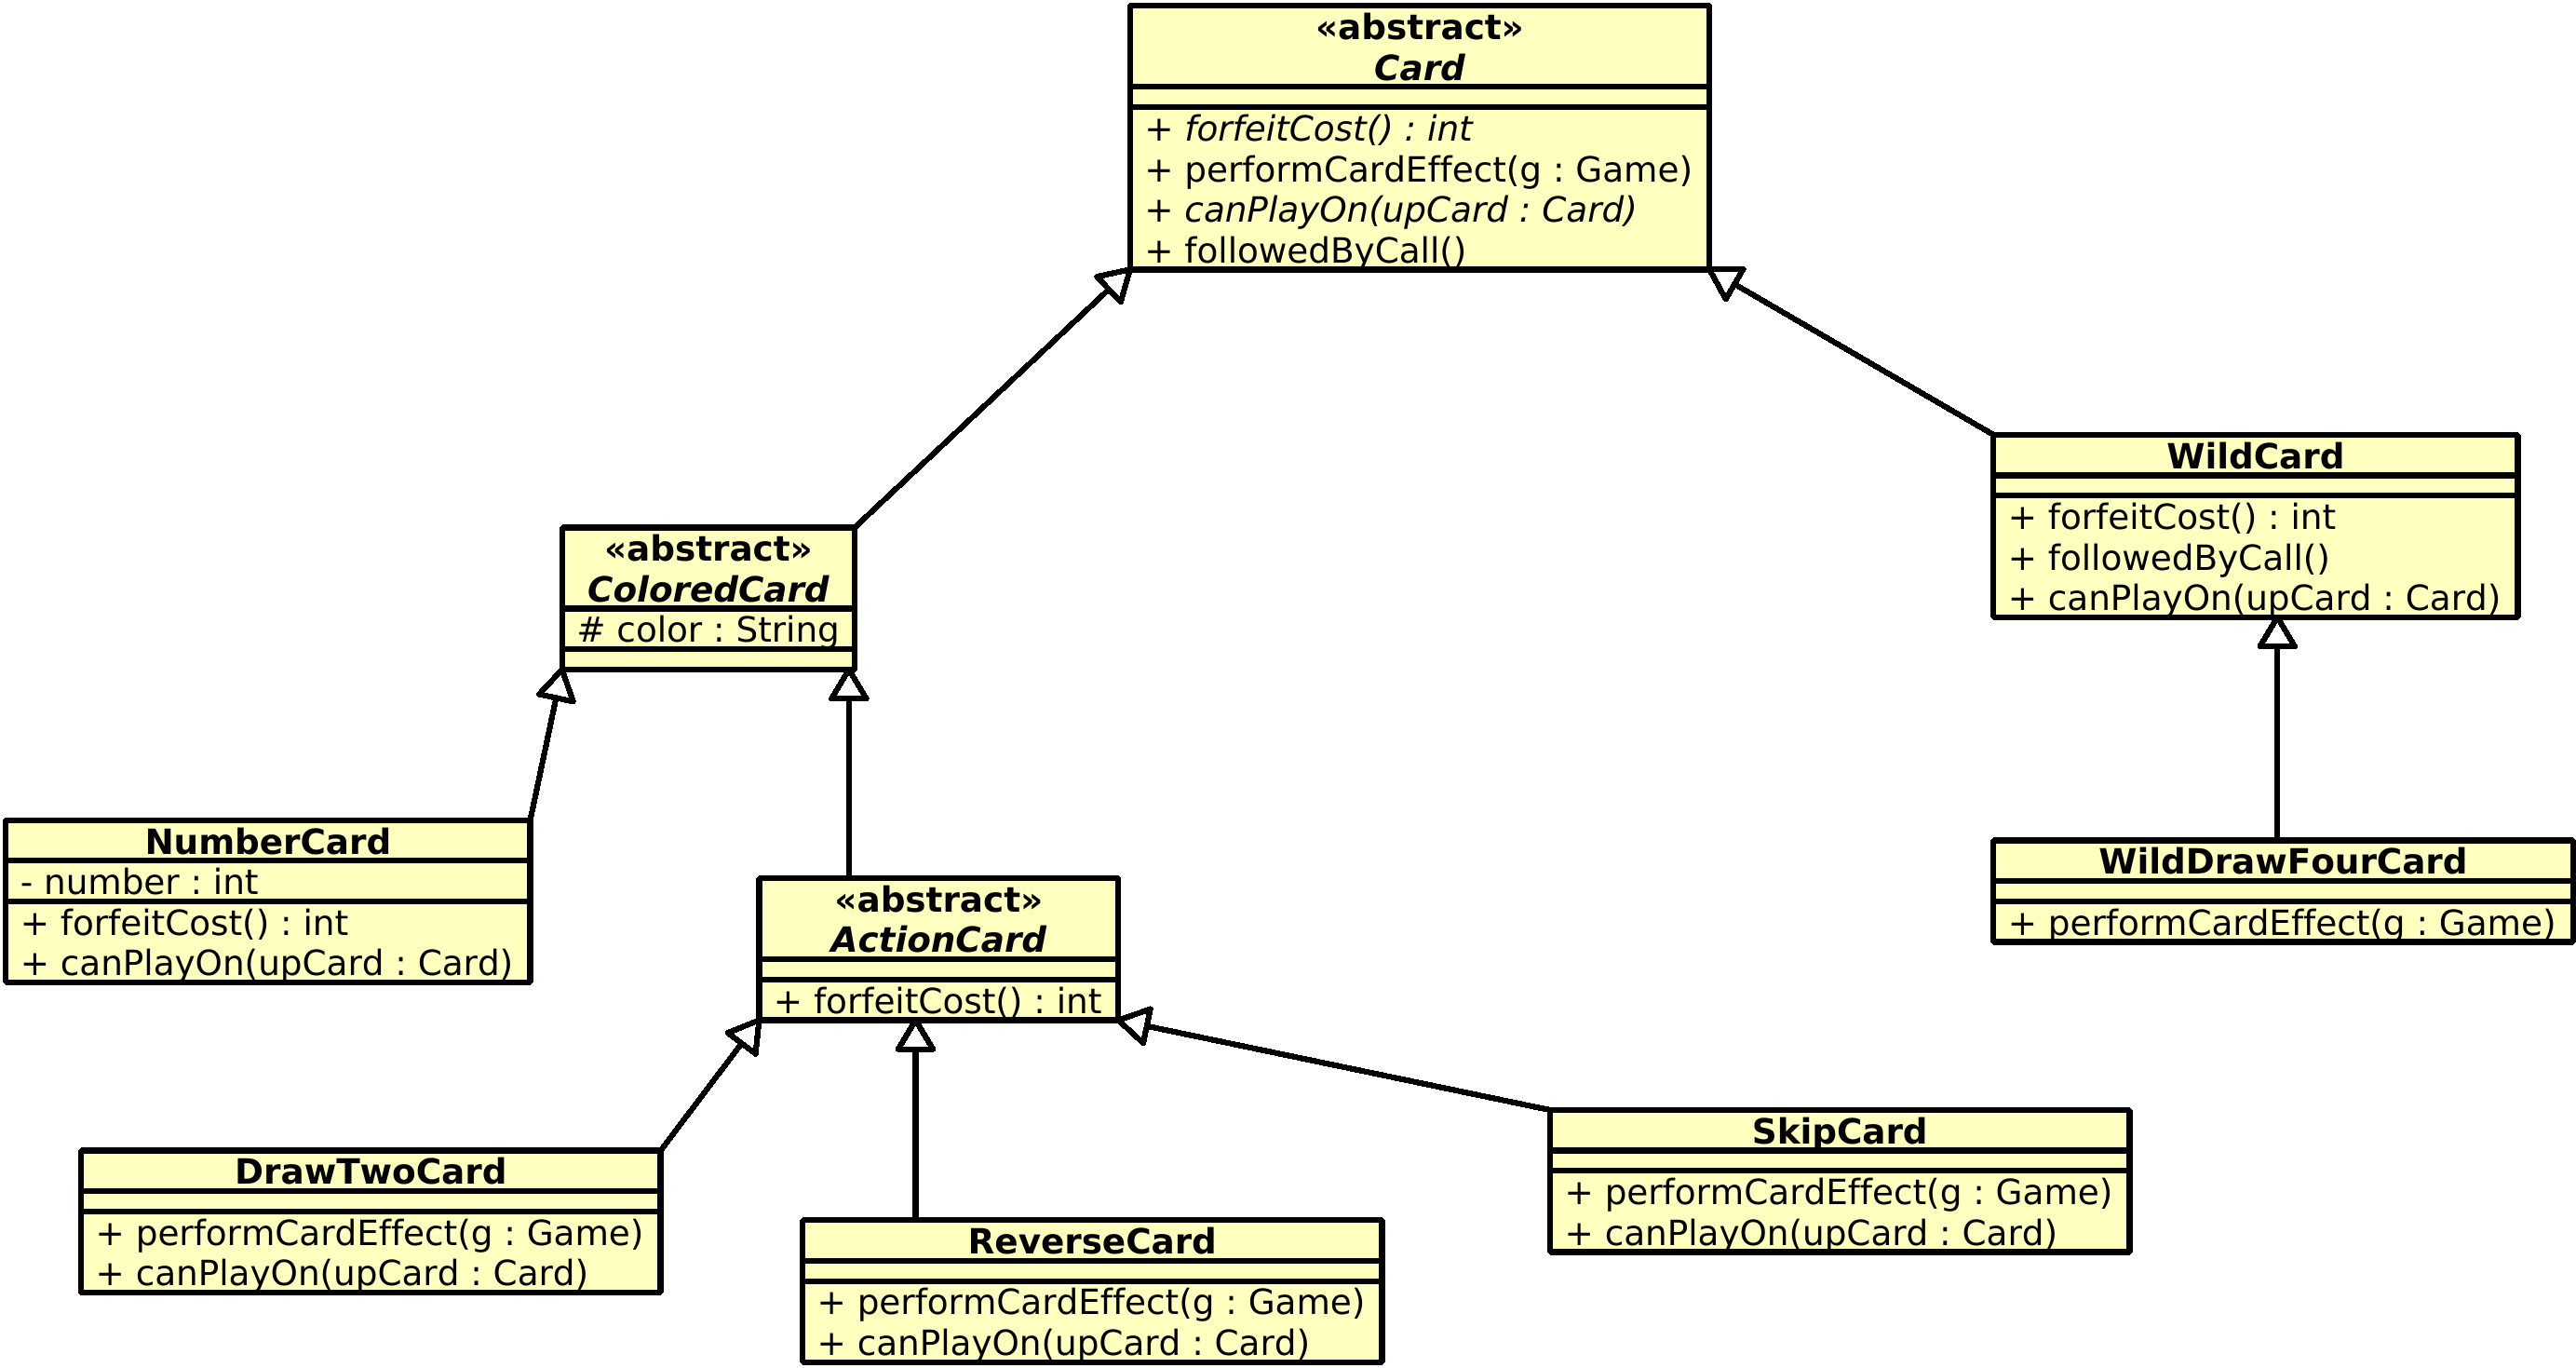 «abstract»
Card
+ forfeitCost() : int
+ performCardEffect(g : Game)
+ canPlayOn(upCard : Card)
+ followedByCall()
WildCard
+ forfeitCost() : int
+ followedByCall()
+ canPlayOn(upCard : Card)
«abstract»
ColoredCard
# color : String
NumberCard
- number : int
+ forfeitCost() : int
+ canPlayOn(upCard : Card)
«abstract»
ActionCard
+ forfeitCost() : int
WildDrawFourCard
+ performCardEffect(g : Game)
DrawTwoCard
+ performCardEffect(g : Game)
+ canPlayOn(upCard : Card)
ReverseCard
+ performCardEffect(g : Game)
+ canPlayOn(upCard : Card)
SkipCard
+ performCardEffect(g : Game)
+ canPlayOn(upCard : Card)